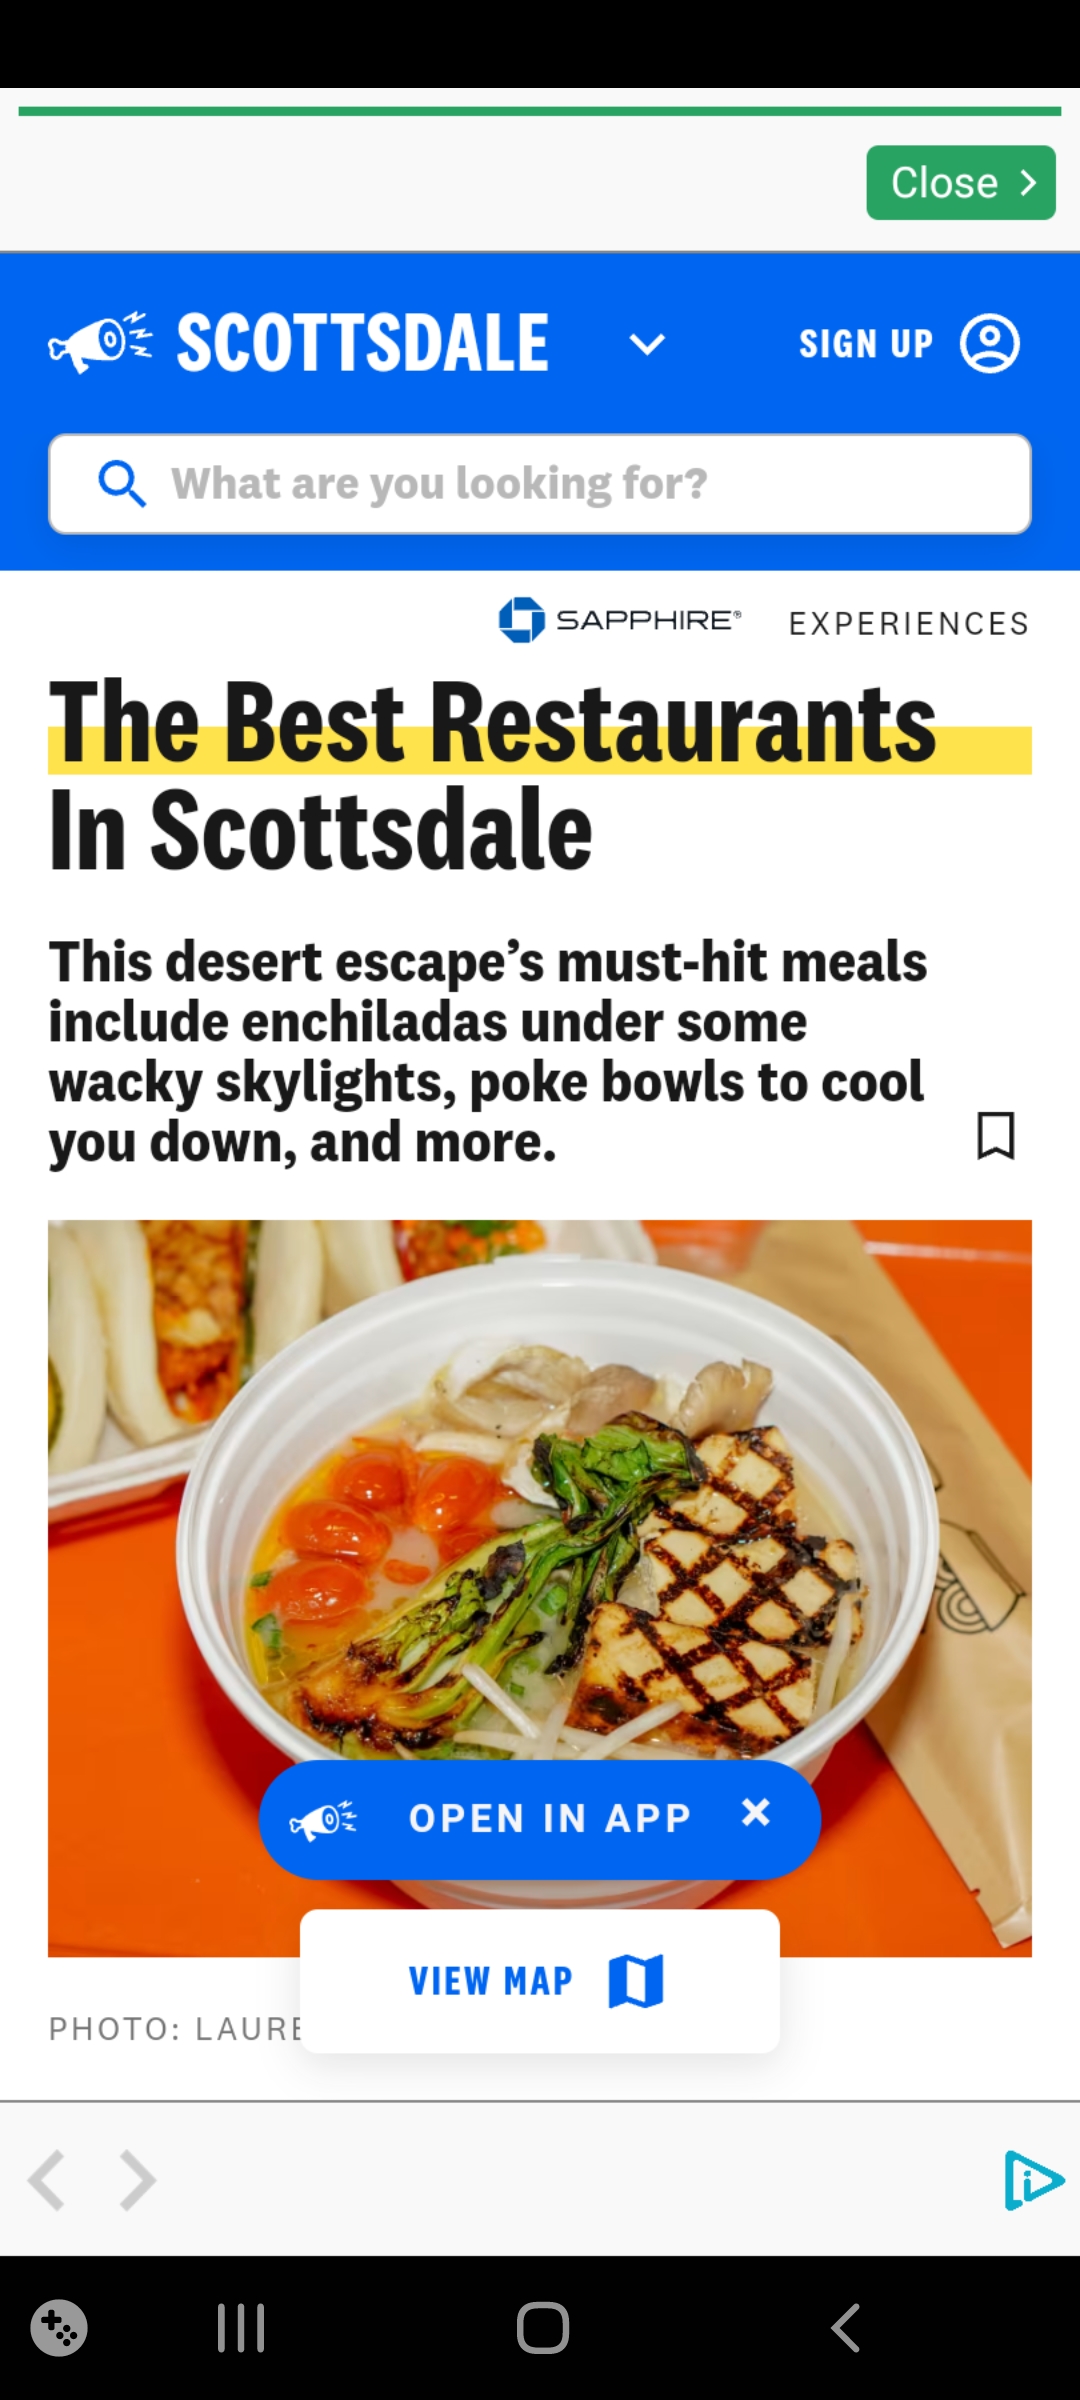 Close
SCOTTSDALE
SIGN UP
What are you looking for?
SAPPHIRE® EXPERIENCES
The Best Restaurants
In Scottsdale
This desert escape’s must-hit meals
include enchiladas under some
wacky skylights, poke bowls to cool
you down, and more.
OPEN IN APP
VIEW MAP
PHOTO: